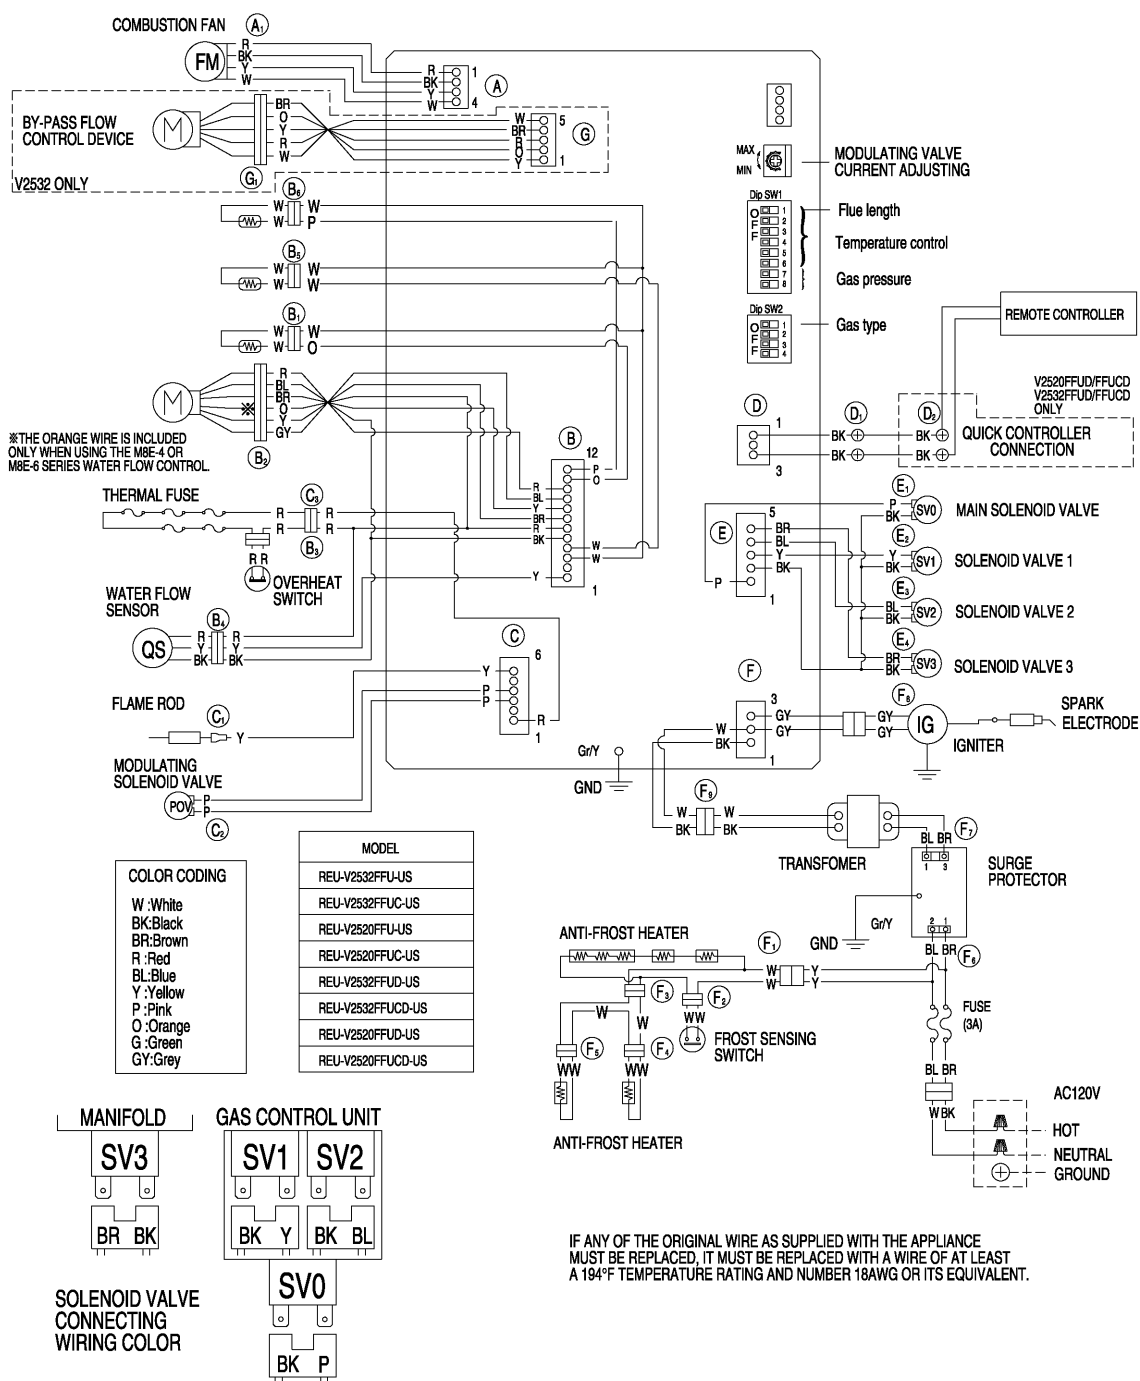 COMBUSTION FAN A1
FM
R
BK
Y
W
R
BK
Y
W
1
4
A
BY-PASS FLOW
CONTROL DEVICE
M
BR
O
Y
R
W
W
BR
R
O
Y
5
1
G
V2532 ONLY
G1
MAX
MIN
MODULATING VALVE
CURRENT ADJUSTING
B6
W W
W P
Dip SW1
OFF
1
2
3
4
5
6
7
8
Flue length
Temperature control
Gas pressure
B5
W W
W W
B1
W W
W O
Dip SW2
OFF
1
2
3
4
Gas type
REMOTE CONTROLLER
M
R
BL
BR
※ O
Y
GY
B2
※THE ORANGE WIRE IS INCLUDED
ONLY WHEN USING THE M8E-4 OR
M8E-6 SERIES WATER FLOW CONTROL.
V2520FFUD/FFUCD
V2532FFUD/FFUCD
ONLY
D
1
3
D1
D2
BK BK
BK BK
QUICK CONTROLLER
CONNECTION
B
12
P
O
R
BL
Y
BR
R
BK
W
W
Y
1
THERMAL FUSE
C3
R R
R R
B3
R R
OVERHEAT
SWITCH
E
5
BR
BL
Y
BK
P
1
E1
P
BK
SV0
MAIN SOLENOID VALVE
E2
Y
BK
SV1
SOLENOID VALVE 1
E3
BL
BK
SV2
SOLENOID VALVE 2
E4
BR
BK
SV3
SOLENOID VALVE 3
WATER FLOW
SENSOR
B4
QS
R R
Y Y
BK BK
C
6
Y
P
P
R
1
FLAME ROD
C1
Y
MODULATING
SOLENOID VALVE
POV
P
P
C2
F
3
GY
GY
W
BK
1
F8
GY
GY
IG
IGNITER
SPARK
ELECTRODE
Gr/Y
GND
F9
W W
BK BK
TRANSFOMER
F7
BL BR
1 3
SURGE
PROTECTOR
Gr/Y
GND
2 1
BL BR
F6
COLOR CODING
W :White
BK:Black
BR:Brown
R :Red
BL:Blue
Y :Yellow
P :Pink
O :Orange
G :Green
GY:Grey
MODEL
REU-V2532FFU-US
REU-V2532FFUC-US
REU-V2520FFU-US
REU-V2520FFUC-US
REU-V2532FFUD-US
REU-V2532FFUCD-US
REU-V2520FFUD-US
REU-V2520FFUCD-US
ANTI-FROST HEATER
F1
W Y
W Y
F3
F2
WW
FROST SENSING
SWITCH
W
W
F5
F4
WW
WW
ANTI-FROST HEATER
FUSE
(3A)
BL BR
W BK
AC120V
HOT
NEUTRAL
GROUND
MANIFOLD
SV3
BR BK
GAS CONTROL UNIT
SV1 SV2
BK Y BK BL
SV0
BK P
SOLENOID VALVE
CONNECTING
WIRING COLOR
IF ANY OF THE ORIGINAL WIRE AS SUPPLIED WITH THE APPLIANCE
MUST BE REPLACED, IT MUST BE REPLACED WITH A WIRE OF AT LEAST
A 194°F TEMPERATURE RATING AND NUMBER 18AWG OR ITS EQUIVALENT.